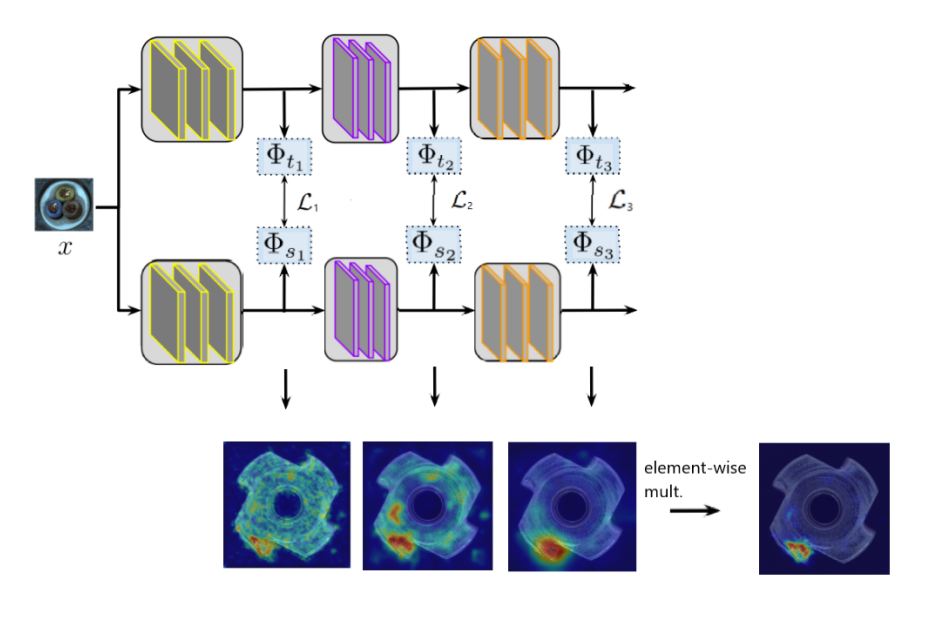 Φt₁
Φt₂
Φt₃
ℒ₁
ℒ₂
ℒ₃
x
Φs₁
Φs₂
Φs₃
element-wise
mult.